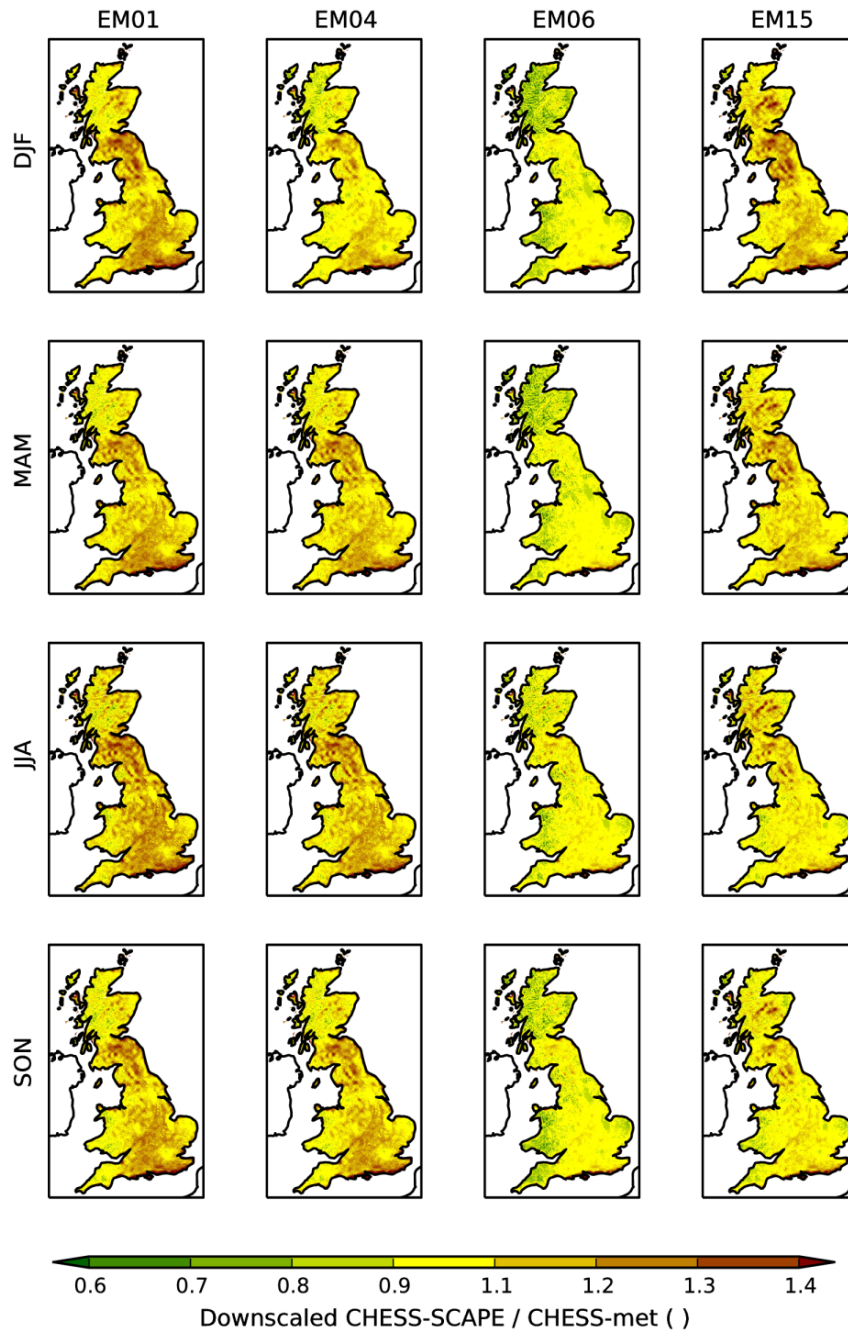 EM01 EM04 EM06 EM15
DJF
MAM
JJA
SON
0.6 0.7 0.8 0.9 1.1 1.2 1.3 1.4
Downscaled CHESS-SCAPE / CHESS-met ( )